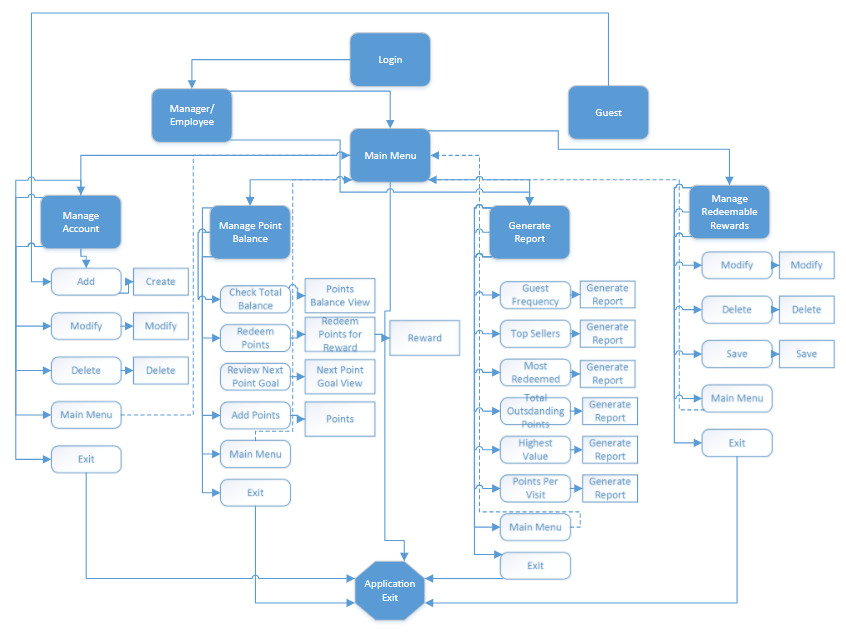 Login
Manager/
Employee
Guest
Main Menu
Manage
Account
Manage Point
Balance
Generate
Report
Manage
Redeemable
Rewards
Add
Create
Modify
Modify
Delete
Delete
Main Menu
Exit
Check Total
Balance
Points
Balance View
Redeem
Points
Redeem
Points for
Reward
Reward
Review Next
Point Goal
Next Point
Goal View
Add Points
Points
Main Menu
Exit
Guest
Frequency
Generate
Report
Top Sellers
Generate
Report
Most
Redeemed
Generate
Report
Total
Outsdanding
Points
Generate
Report
Highest
Value
Generate
Report
Points Per
Visit
Generate
Report
Main Menu
Exit
Modify
Modify
Delete
Delete
Save
Save
Main Menu
Exit
Application
Exit